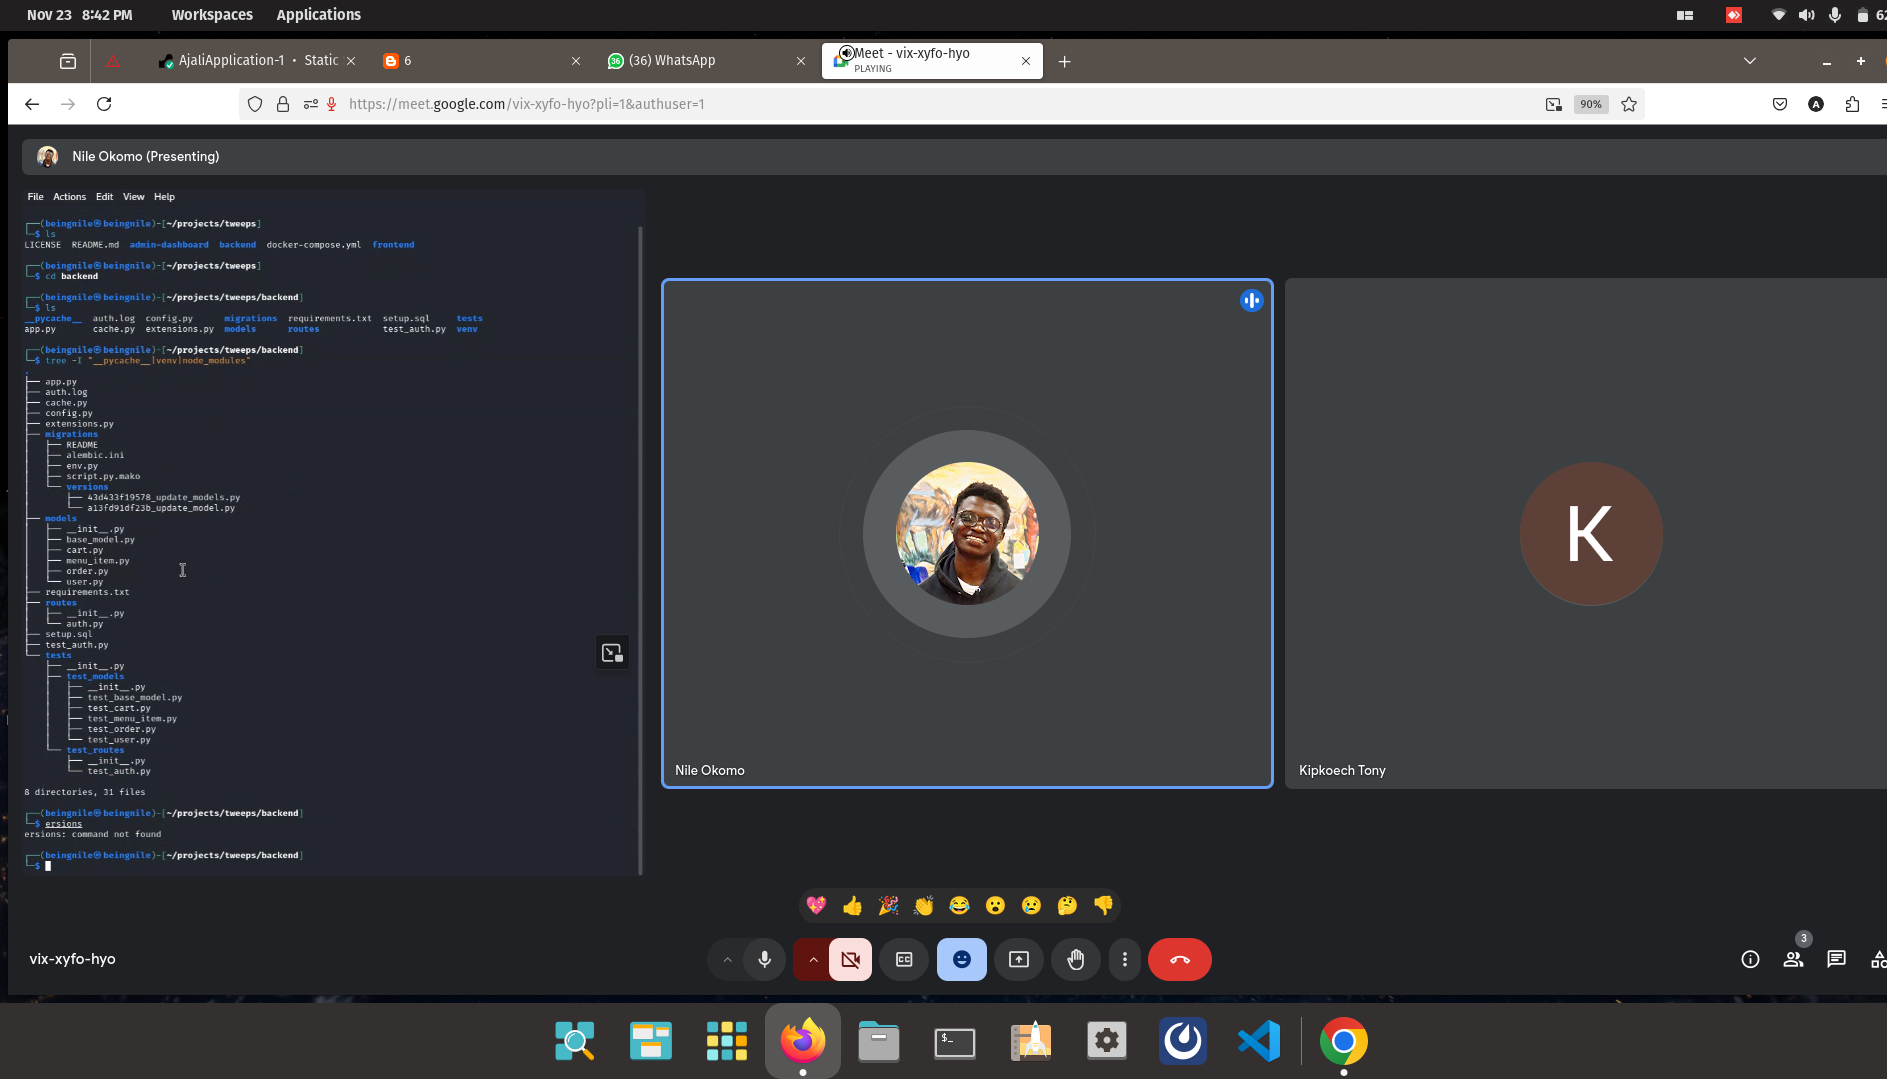 Nov 23 8:42 PM
Workspaces
Applications
62
AjaliApplication-1 • Static
6
36
(36) WhatsApp
Meet - vix-xyfo-hyo
PLAYING
https://meet.google.com/vix-xyfo-hyo?pli=1&authuser=1
90%
A
Nile Okomo (Presenting)
File Actions Edit View Help
┌──(beingnile㉿beingnile)-[~/projects/tweeps]
└─$ ls
LICENSE README.md admin-dashboard backend docker-compose.yml frontend
┌──(beingnile㉿beingnile)-[~/projects/tweeps]
└─$ cd backend
┌──(beingnile㉿beingnile)-[~/projects/tweeps/backend]
└─$ ls
__pycache__ auth.log config.py migrations requirements.txt setup.sql tests
app.py cache.py extensions.py models routes test_auth.py venv
┌──(beingnile㉿beingnile)-[~/projects/tweeps/backend]
└─$ tree -I "__pycache__|venv|node_modules"
.
├── app.py
├── auth.log
├── cache.py
├── config.py
├── extensions.py
├── migrations
│   ├── README
│   ├── alembic.ini
│   ├── env.py
│   ├── script.py.mako
│   └── versions
│       ├── 43d433f19578_update_models.py
│       └── a13fd91df23b_update_model.py
├── models
│   ├── __init__.py
│   ├── base_model.py
│   ├── cart.py
│   ├── menu_item.py
│   ├── order.py
│   └── user.py
├── requirements.txt
├── routes
│   ├── __init__.py
│   └── auth.py
├── setup.sql
├── test_auth.py
└── tests
    ├── __init__.py
    ├── test_models
    │   ├── __init__.py
    │   ├── test_base_model.py
    │   ├── test_cart.py
    │   ├── test_menu_item.py
    │   ├── test_order.py
    │   └── test_user.py
    └── test_routes
        ├── __init__.py
        └── test_auth.py
8 directories, 31 files
┌──(beingnile㉿beingnile)-[~/projects/tweeps/backend]
└─$ ersions
ersions: command not found
┌──(beingnile㉿beingnile)-[~/projects/tweeps/backend]
└─$
K
Nile Okomo
Kipkoech Tony
vix-xyfo-hyo
CC
3
$_